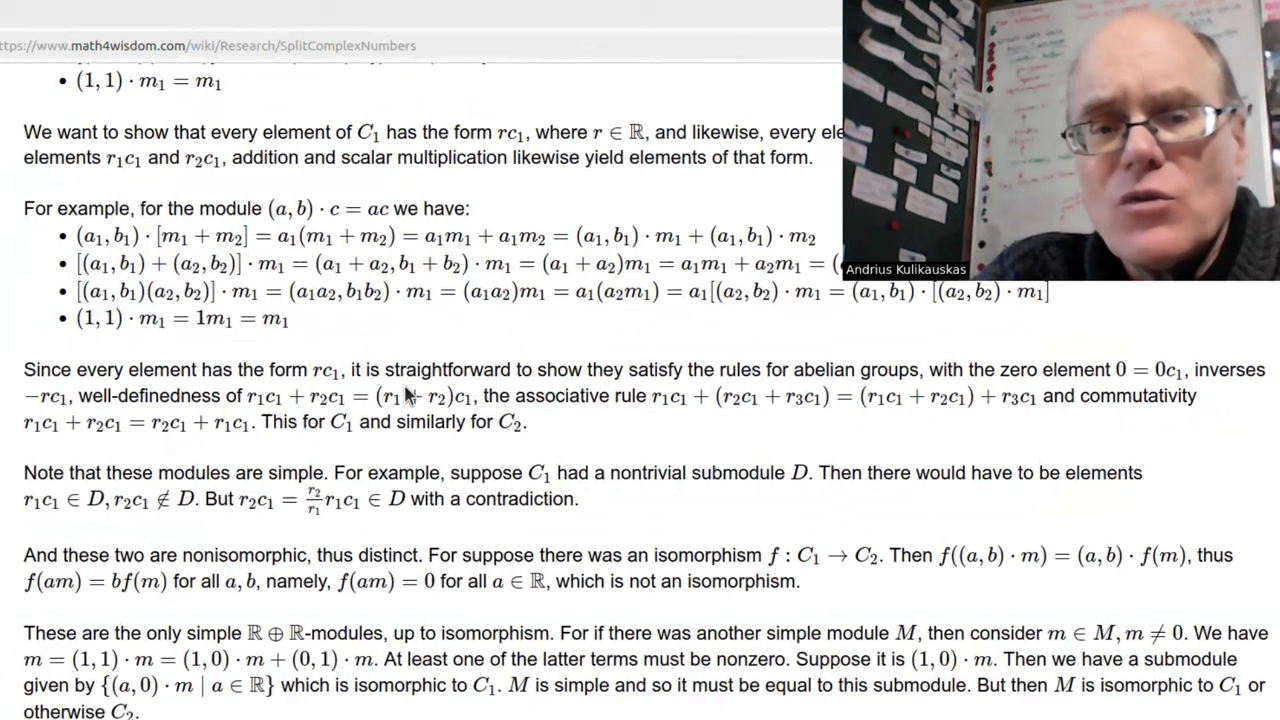 ttps://www.math4wisdom.com/wiki/Research/SplitComplexNumbers
• (1,1) · m₁ = m₁
We want to show that every element of C₁ has the form rc₁, where r ∈ ℝ, and likewise, every ele
elements r₁c₁ and r₂c₁, addition and scalar multiplication likewise yield elements of that form.
For example, for the module (a, b) · c = ac we have:
• (a₁, b₁) · [m₁ + m₂] = a₁(m₁ + m₂) = a₁m₁ + a₁m₂ = (a₁, b₁) · m₁ + (a₁, b₁) · m₂
• [(a₁, b₁) + (a₂, b₂)] · m₁ = (a₁ + a₂, b₁ + b₂) · m₁ = (a₁ + a₂)m₁ = a₁m₁ + a₂m₁ = (
Andrius Kulikauskas
• [(a₁, b₁)(a₂, b₂)] · m₁ = (a₁a₂, b₁b₂) · m₁ = (a₁a₂)m₁ = a₁(a₂m₁) = a₁[(a₂, b₂) · m₁ = (a₁, b₁) · [(a₂, b₂) · m₁]
• (1, 1) · m₁ = 1m₁ = m₁
Since every element has the form rc₁, it is straightforward to show they satisfy the rules for abelian groups, with the zero element 0 = 0c₁, inverses
−rc₁, well-definedness of r₁c₁ + r₂c₁ = (r₁ + r₂)c₁, the associative rule r₁c₁ + (r₂c₁ + r₃c₁) = (r₁c₁ + r₂c₁) + r₃c₁ and commutativity
r₁c₁ + r₂c₁ = r₂c₁ + r₁c₁. This for C₁ and similarly for C₂.
Note that these modules are simple. For example, suppose C₁ had a nontrivial submodule D. Then there would have to be elements
r₁c₁ ∈ D, r₂c₁ ∉ D. But r₂c₁ = r₂/r₁ r₁c₁ ∈ D with a contradiction.
And these two are nonisomorphic, thus distinct. For suppose there was an isomorphism f : C₁ → C₂. Then f((a, b) · m) = (a, b) · f(m), thus
f(am) = bf(m) for all a, b, namely, f(am) = 0 for all a ∈ ℝ, which is not an isomorphism.
These are the only simple ℝ ⊕ ℝ-modules, up to isomorphism. For if there was another simple module M, then consider m ∈ M, m ≠ 0. We have
m = (1, 1) · m = (1, 0) · m + (0, 1) · m. At least one of the latter terms must be nonzero. Suppose it is (1, 0) · m. Then we have a submodule
given by {(a, 0) · m | a ∈ ℝ} which is isomorphic to C₁. M is simple and so it must be equal to this submodule. But then M is isomorphic to C₁ or
otherwise C₂.